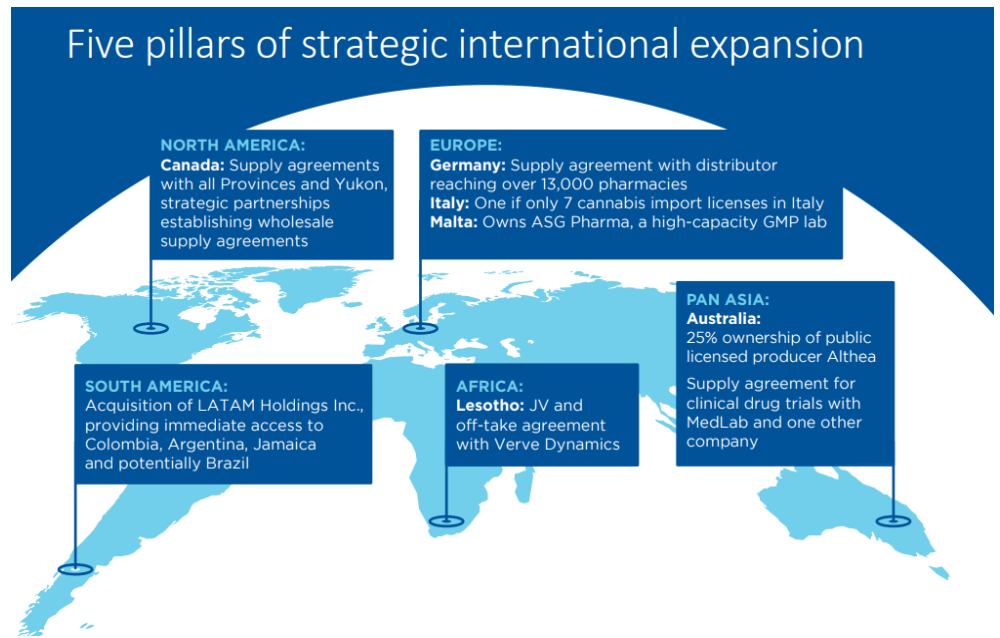 Five pillars of strategic international expansion
NORTH AMERICA:
Canada: Supply agreements
with all Provinces and Yukon,
strategic partnerships
establishing wholesale
supply agreements
EUROPE:
Germany: Supply agreement with distributor
reaching over 13,000 pharmacies
Italy: One if only 7 cannabis import licenses in Italy
Malta: Owns ASG Pharma, a high-capacity GMP lab
PAN ASIA:
Australia:
25% ownership of public
licensed producer Althea
Supply agreement for
clinical drug trials with
MedLab and one other
company
SOUTH AMERICA:
Acquisition of LATAM Holdings Inc.,
providing immediate access to
Colombia, Argentina, Jamaica
and potentially Brazil
AFRICA:
Lesotho: JV and
off-take agreement
with Verve Dynamics